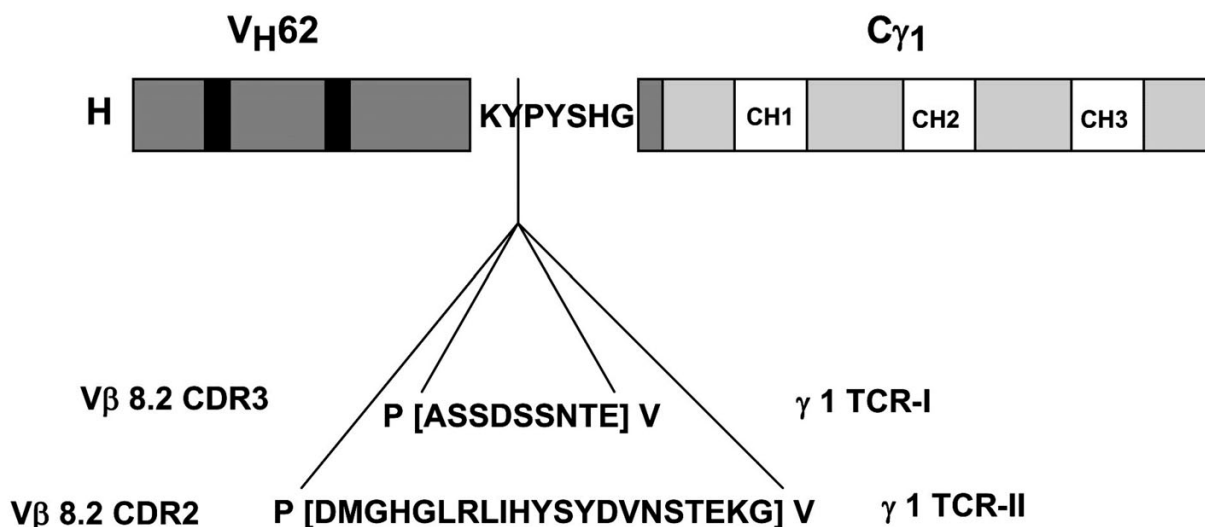 VH62 Cγ1
H KYPYSHG CH1 CH2 CH3
Vβ 8.2 CDR3 P [ASSDSSNTE] V γ 1 TCR-I
Vβ 8.2 CDR2 P [DMGHGLRLIHYSYDVNSTEKG] V γ 1 TCR-II